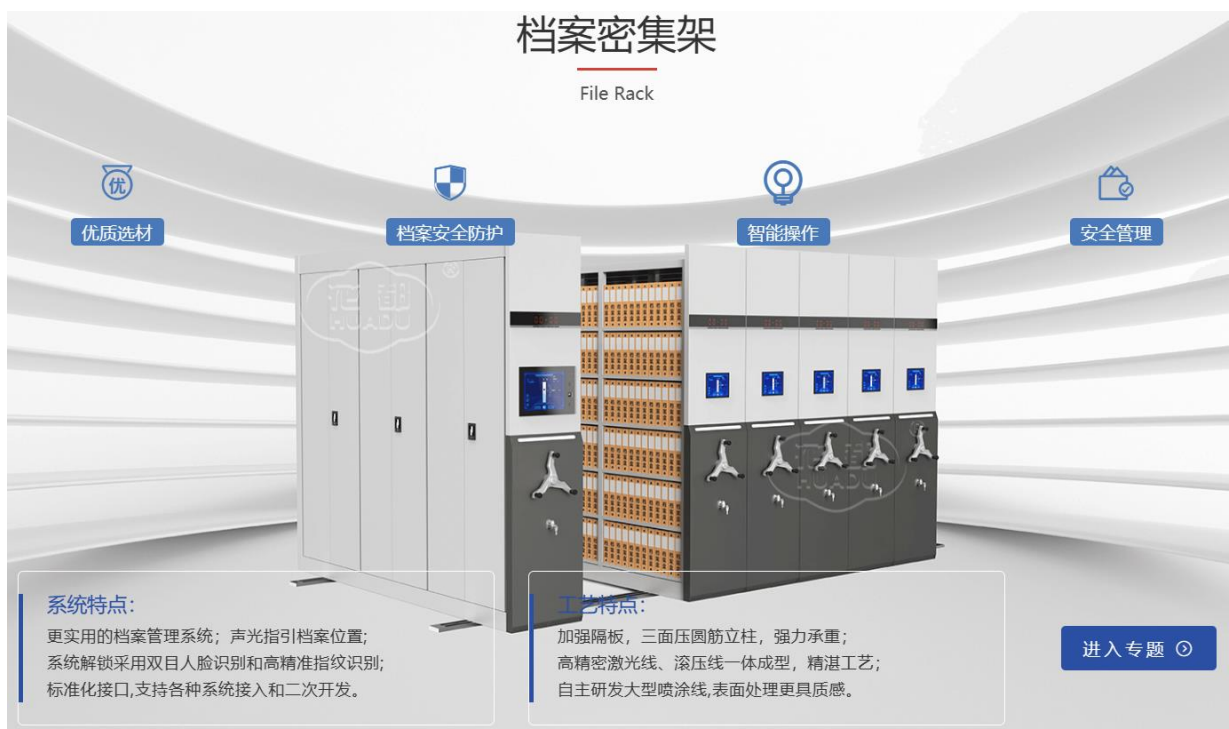 档案密集架
File Rack
优
优质选材
档案安全防护
智能操作
安全管理
HUADU
®
HUADU
系统特点：
更实用的档案管理系统；声光指引档案位置;
系统解锁采用双目人脸识别和高精准指纹识别;
标准化接口,支持各种系统接入和二次开发。
工艺特点：
加强隔板，三面压圆筋立柱，强力承重；
高精密激光线、滚压线一体成型，精湛工艺；
自主研发大型喷涂线,表面处理更具质感。
进入专题